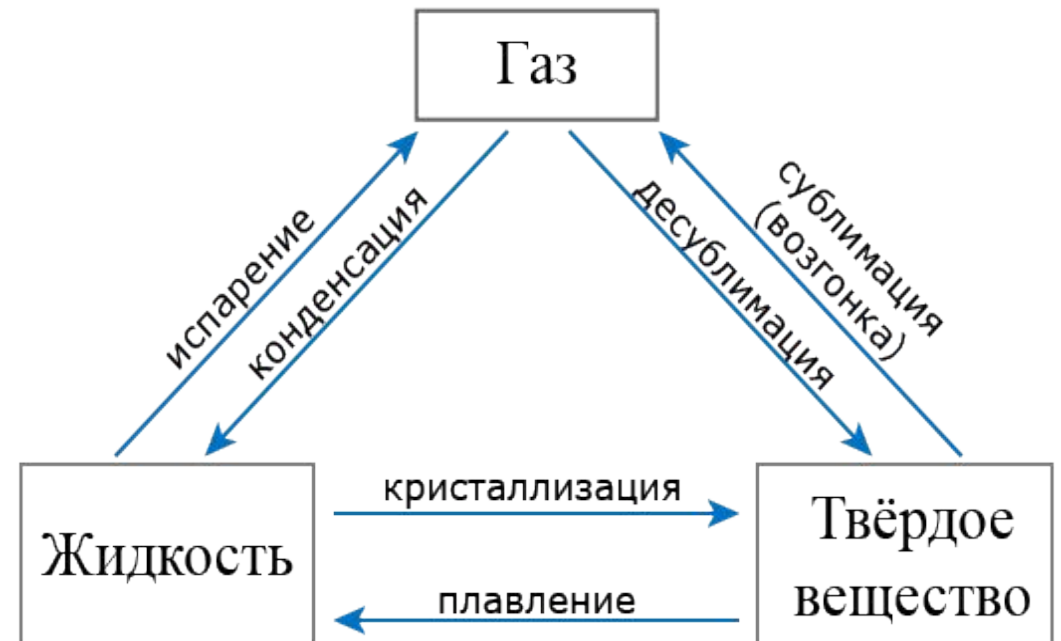 Газ
испарение
конденсация
десублимация
сублимация
(возгонка)
кристаллизация
плавление
Жидкость
Твёрдое
вещество